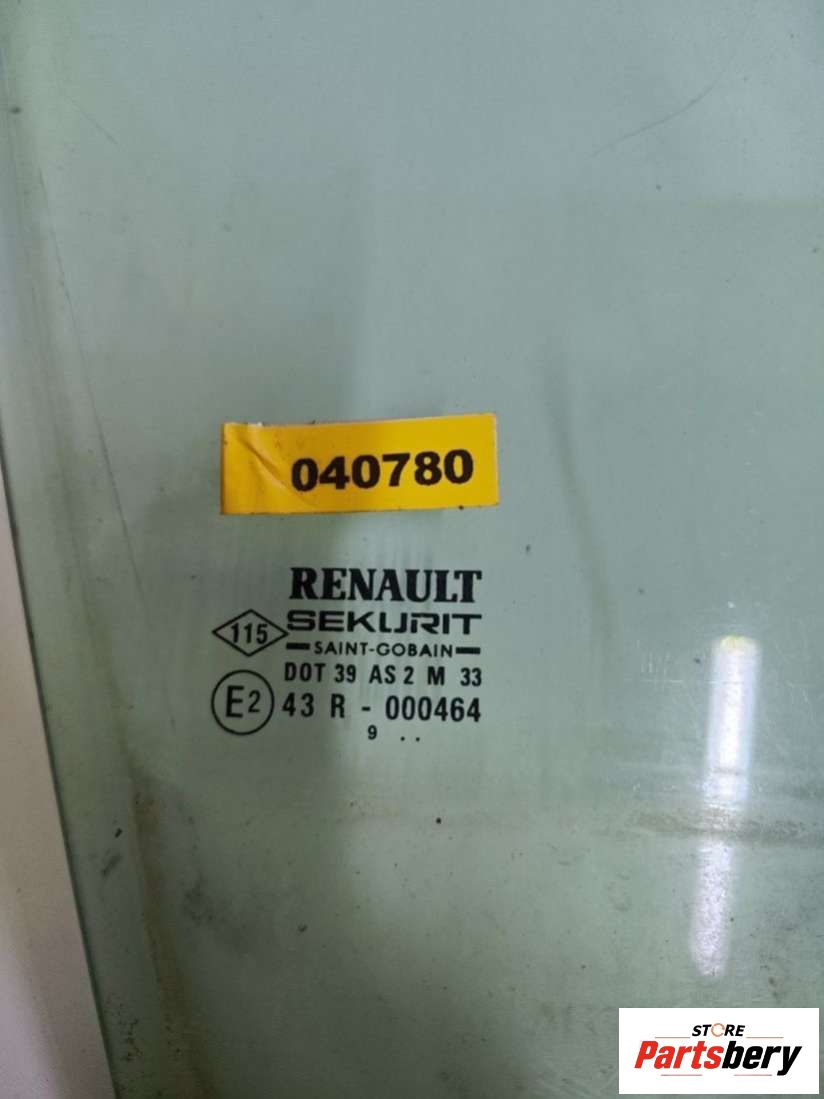 040780
RENAULT
115 SEKURIT
SAINT-GOBAIN
DOT 39 AS 2 M 33
E2 43 R - 000464
9 . .
STORE
Partsbery